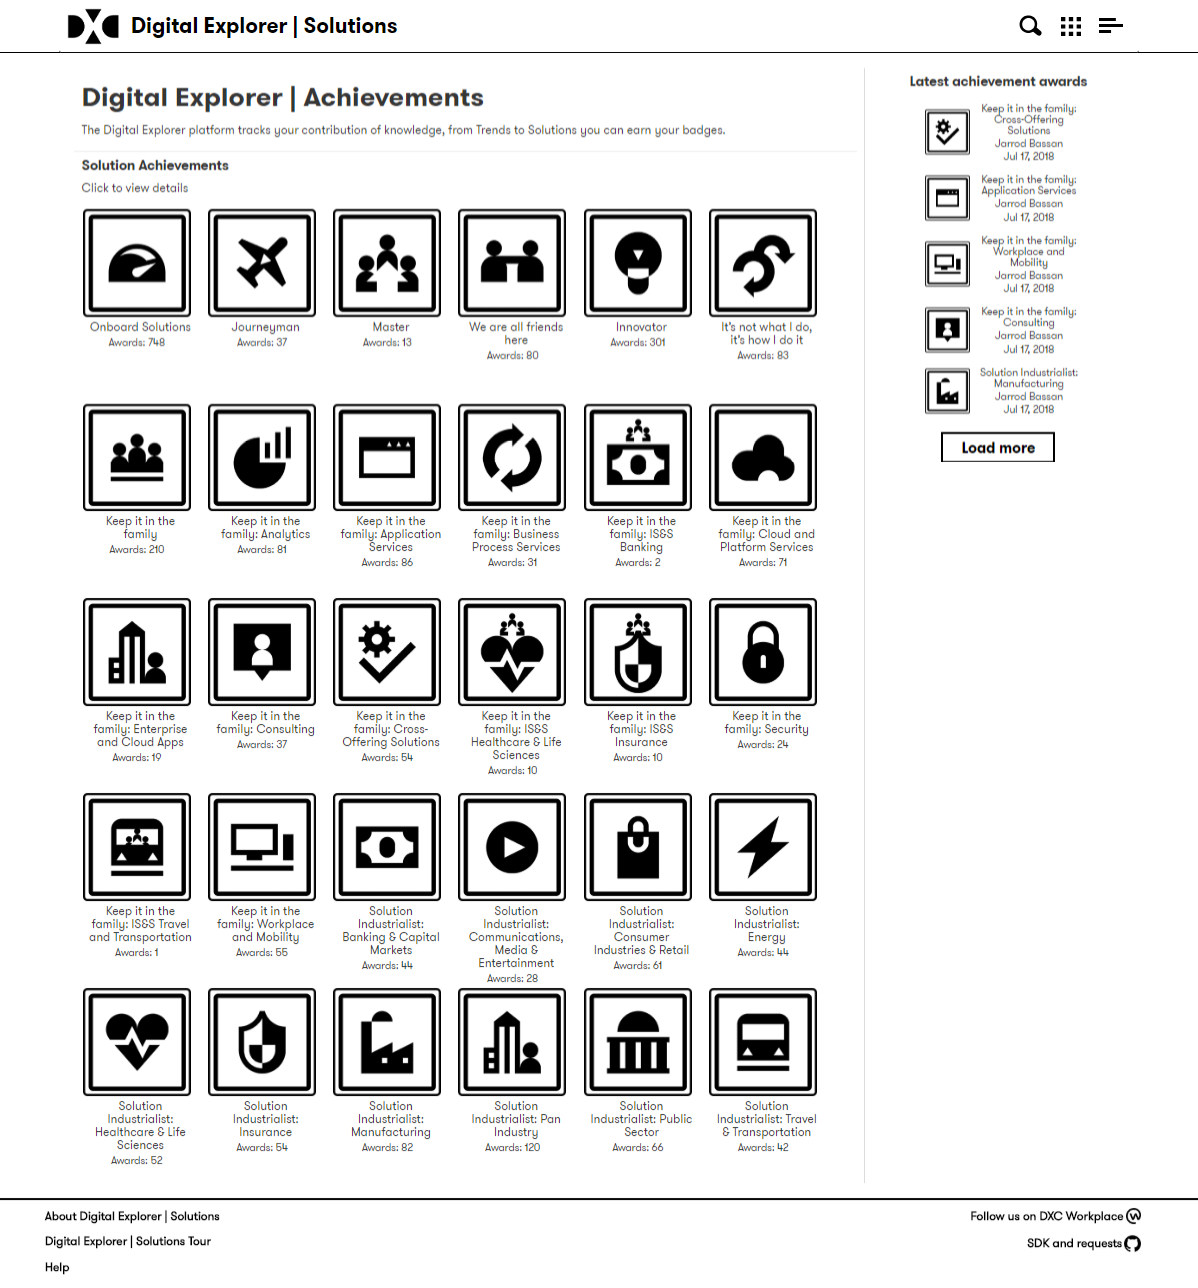 DXC Digital Explorer | Solutions
Digital Explorer | Achievements
The Digital Explorer platform tracks your contribution of knowledge, from Trends to Solutions you can earn your badges.
Solution Achievements
Click to view details
Onboard Solutions
Awards: 748
Journeyman
Awards: 37
Master
Awards: 13
We are all friends
here
Awards: 80
Innovator
Awards: 301
It's not what I do,
it's how I do it
Awards: 83
Keep it in the
family
Awards: 210
Keep it in the
family: Analytics
Awards: 81
Keep it in the
family: Application
Services
Awards: 86
Keep it in the
family: Business
Process Services
Awards: 31
Keep it in the
family: IS&S
Banking
Awards: 2
Keep it in the
family: Cloud and
Platform Services
Awards: 71
Keep it in the
family: Enterprise
and Cloud Apps
Awards: 19
Keep it in the
family: Consulting
Awards: 37
Keep it in the
family: Cross-
Offering Solutions
Awards: 54
Keep it in the
family: IS&S
Healthcare & Life
Sciences
Awards: 10
Keep it in the
family: IS&S
Insurance
Awards: 10
Keep it in the
family: Security
Awards: 24
Keep it in the
family: IS&S Travel
and Transportation
Awards: 1
Keep it in the
family: Workplace
and Mobility
Awards: 55
Solution
Industrialist:
Banking & Capital
Markets
Awards: 44
Solution
Industrialist:
Communications,
Media &
Entertainment
Awards: 28
Solution
Industrialist:
Consumer
Industries & Retail
Awards: 61
Solution
Industrialist:
Energy
Awards: 44
Solution
Industrialist:
Healthcare & Life
Sciences
Awards: 52
Solution
Industrialist:
Insurance
Awards: 54
Solution
Industrialist:
Manufacturing
Awards: 82
Solution
Industrialist: Pan
Industry
Awards: 120
Solution
Industrialist: Public
Sector
Awards: 66
Solution
Industrialist: Travel
& Transportation
Awards: 42
Latest achievement awards
Keep it in the family:
Cross-Offering
Solutions
Jarrod Bassan
Jul 17, 2018
Keep it in the family:
Application Services
Jarrod Bassan
Jul 17, 2018
Keep it in the family:
Workplace and
Mobility
Jarrod Bassan
Jul 17, 2018
Keep it in the family:
Consulting
Jarrod Bassan
Jul 17, 2018
Solution Industrialist:
Manufacturing
Jarrod Bassan
Jul 17, 2018
Load more
About Digital Explorer | Solutions
Digital Explorer | Solutions Tour
Help
Follow us on DXC Workplace
SDK and requests